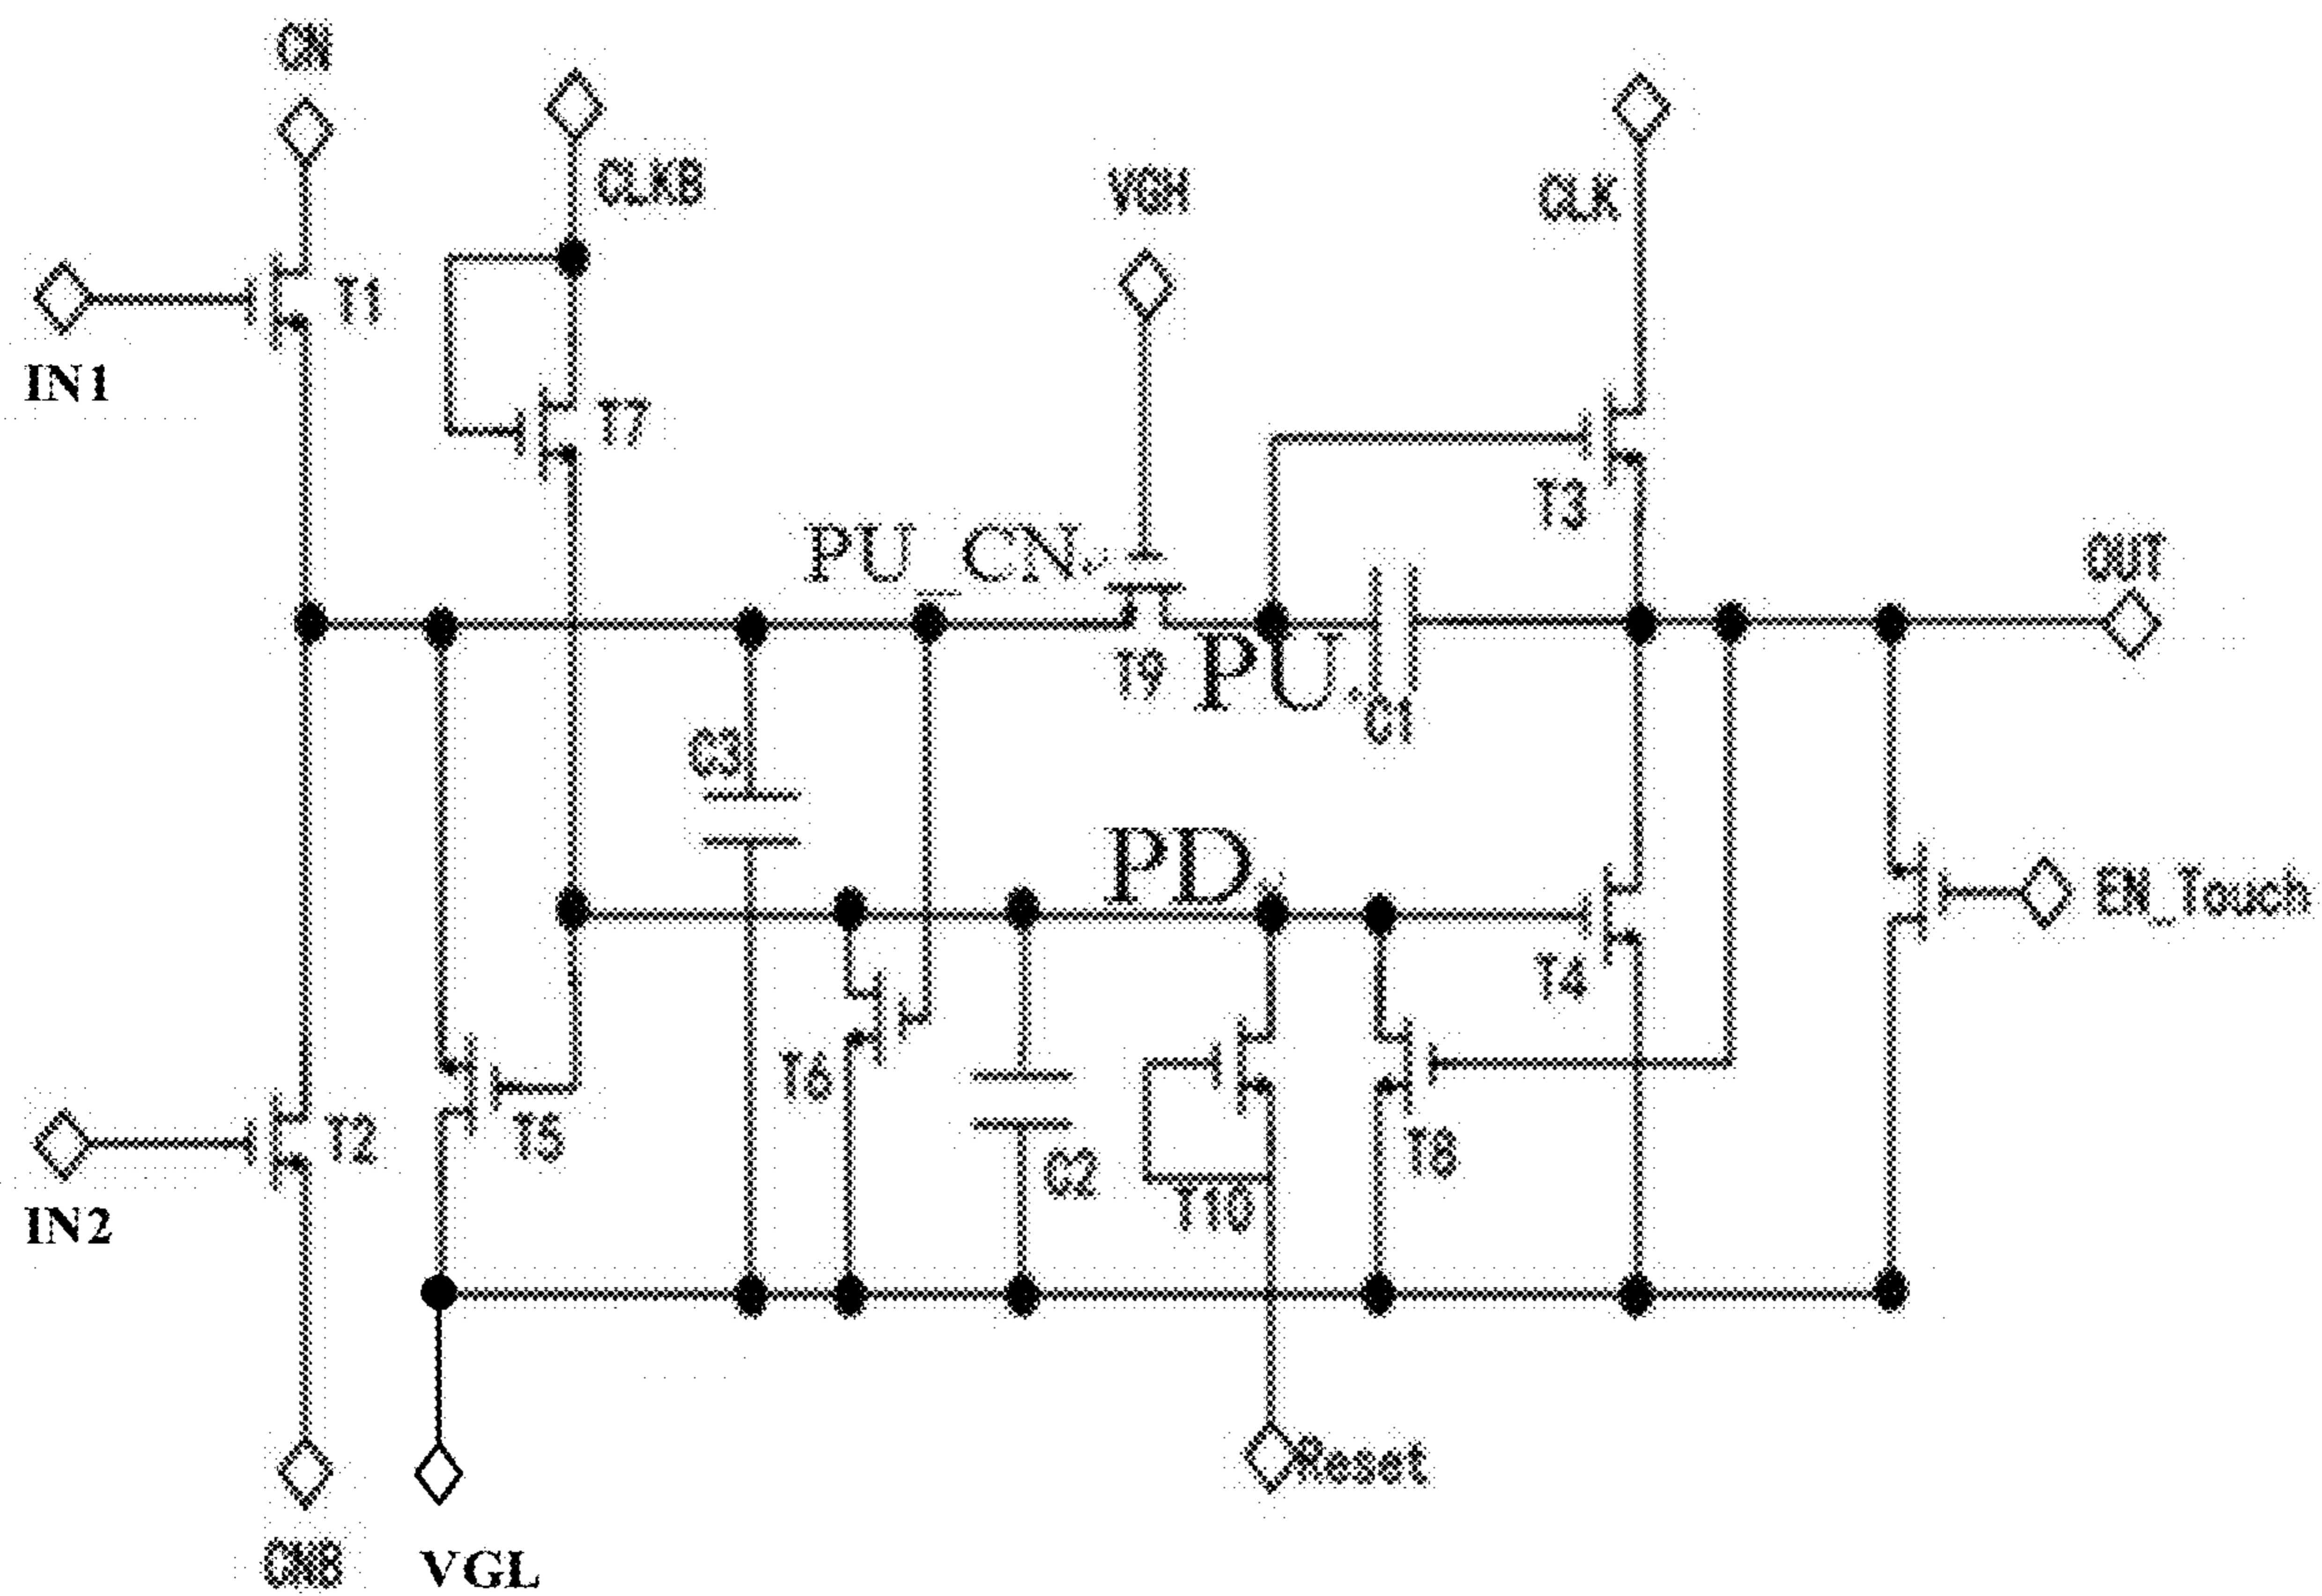 CN
CLKB
VGH
CLK
T1
IN1
T7
T3
PU_CN
OUT
T9
PU
C1
C3
PD
EN_Touch
T4
T6
T2
T5
C2
T8
T10
IN2
Reset
CNB
VGL